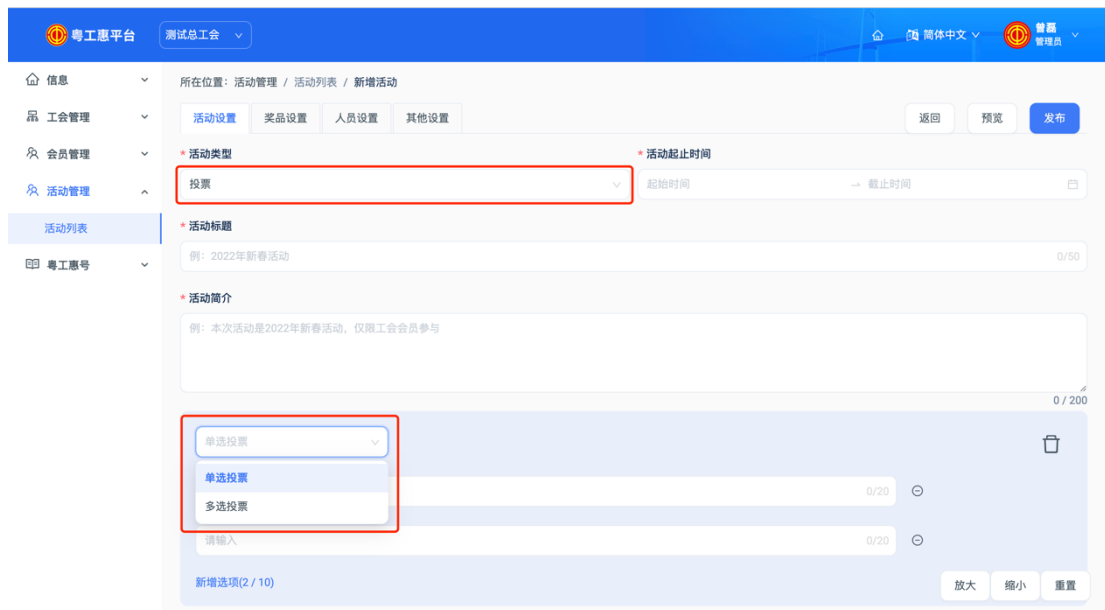 粤工惠平台 测试总工会 简体中文 曾磊
管理员
信息
工会管理
会员管理
活动管理
活动列表
粤工惠号
所在位置：活动管理 / 活动列表 / 新增活动
活动设置 奖品设置 人员设置 其他设置 返回 预览 发布
* 活动类型 * 活动起止时间
投票 起始时间 → 截止时间
* 活动标题
例：2022年新春活动 0/50
* 活动简介
例：本次活动是2022年新春活动，仅限工会会员参与
0 / 200
单选投票
单选投票
0/20
多选投票
请输入 0/20
新增选项(2 / 10) 放大 缩小 重置